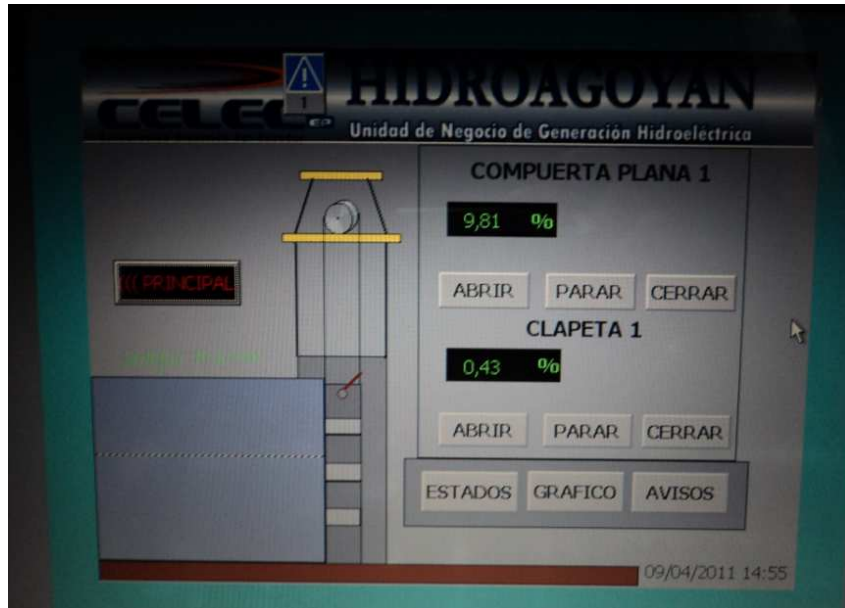 CELEC
1
HIDROAGOYÁN
Unidad de Negocio de Generación Hidroeléctrica
COMPUERTA PLANA 1
9,81 %
ABRIR PARAR CERRAR
((( PRINCIPAL
CLAPETA 1
0,43 %
ABRIR PARAR CERRAR
ESTADOS GRAFICO AVISOS
09/04/2011 14:55